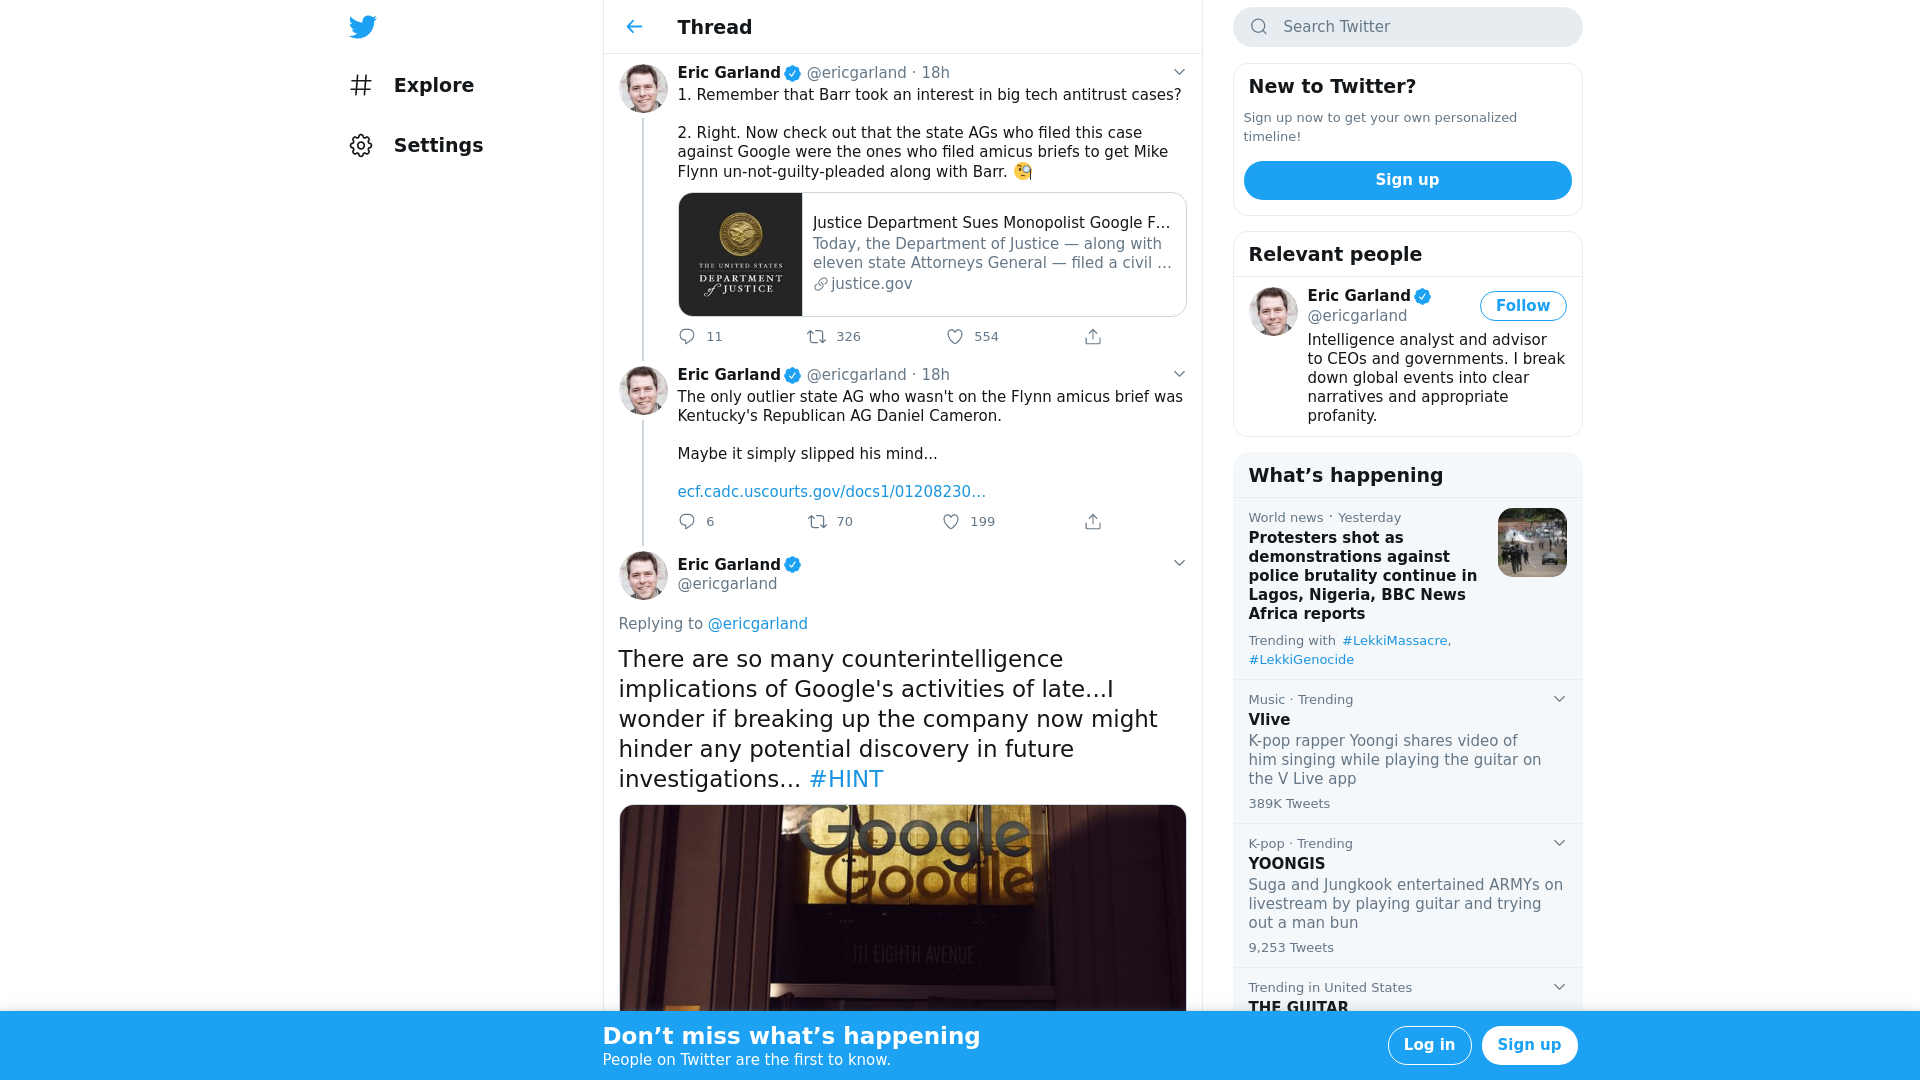 Explore
Settings
Thread
Eric Garland @ericgarland · 18h
1. Remember that Barr took an interest in big tech antitrust cases?
2. Right. Now check out that the state AGs who filed this case
against Google were the ones who filed amicus briefs to get Mike
Flynn un-not-guilty-pleaded along with Barr. 🧐
THE UNITED STATES
DEPARTMENT
of JUSTICE
Justice Department Sues Monopolist Google F...
Today, the Department of Justice — along with
eleven state Attorneys General — filed a civil ...
justice.gov
11 326 554
Eric Garland @ericgarland · 18h
The only outlier state AG who wasn't on the Flynn amicus brief was
Kentucky's Republican AG Daniel Cameron.
Maybe it simply slipped his mind...
ecf.cadc.uscourts.gov/docs1/01208230...
6 70 199
Eric Garland
@ericgarland
Replying to @ericgarland
There are so many counterintelligence
implications of Google's activities of late...I
wonder if breaking up the company now might
hinder any potential discovery in future
investigations... #HINT
Google
Google
111 EIGHTH AVENUE
Search Twitter
New to Twitter?
Sign up now to get your own personalized
timeline!
Sign up
Relevant people
Eric Garland
@ericgarland
Follow
Intelligence analyst and advisor
to CEOs and governments. I break
down global events into clear
narratives and appropriate
profanity.
What's happening
World news · Yesterday
Protesters shot as
demonstrations against
police brutality continue in
Lagos, Nigeria, BBC News
Africa reports
Trending with #LekkiMassacre,
#LekkiGenocide
Music · Trending
Vlive
K-pop rapper Yoongi shares video of
him singing while playing the guitar on
the V Live app
389K Tweets
K-pop · Trending
YOONGIS
Suga and Jungkook entertained ARMYs on
livestream by playing guitar and trying
out a man bun
9,253 Tweets
Trending in United States
THE GUITAR
Don't miss what's happening
People on Twitter are the first to know.
Log in
Sign up